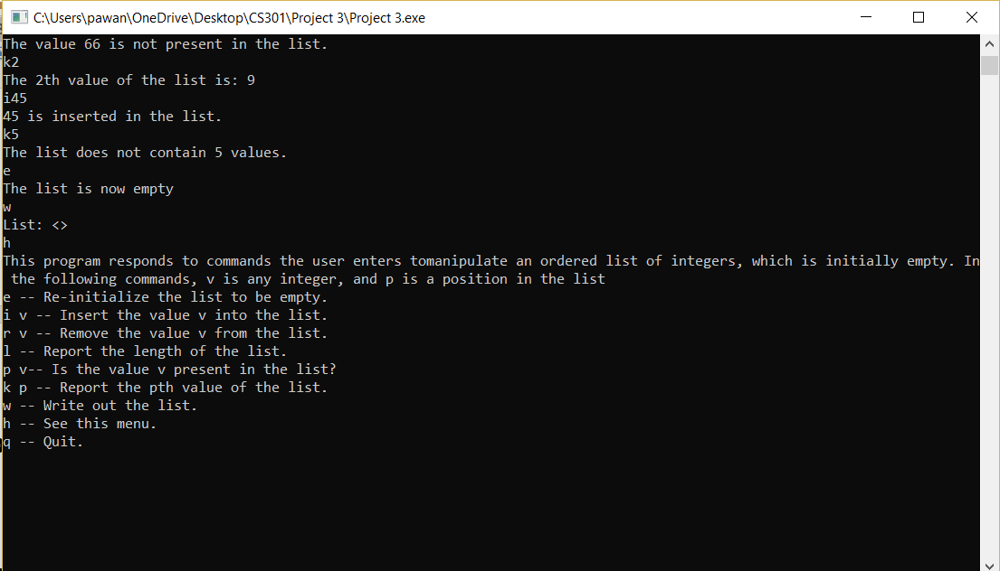 C:\Users\pawan\OneDrive\Desktop\CS301\Project 3\Project 3.exe
The value 66 is not present in the list.
k2
The 2th value of the list is: 9
i45
45 is inserted in the list.
k5
The list does not contain 5 values.
e
The list is now empty
w
List: <>
h
This program responds to commands the user enters tomanipulate an ordered list of integers, which is initially empty. In
 the following commands, v is any integer, and p is a position in the list
e -- Re-initialize the list to be empty.
i v -- Insert the value v into the list.
r v -- Remove the value v from the list.
l -- Report the length of the list.
p v-- Is the value v present in the list?
k p -- Report the pth value of the list.
w -- Write out the list.
h -- See this menu.
q -- Quit.